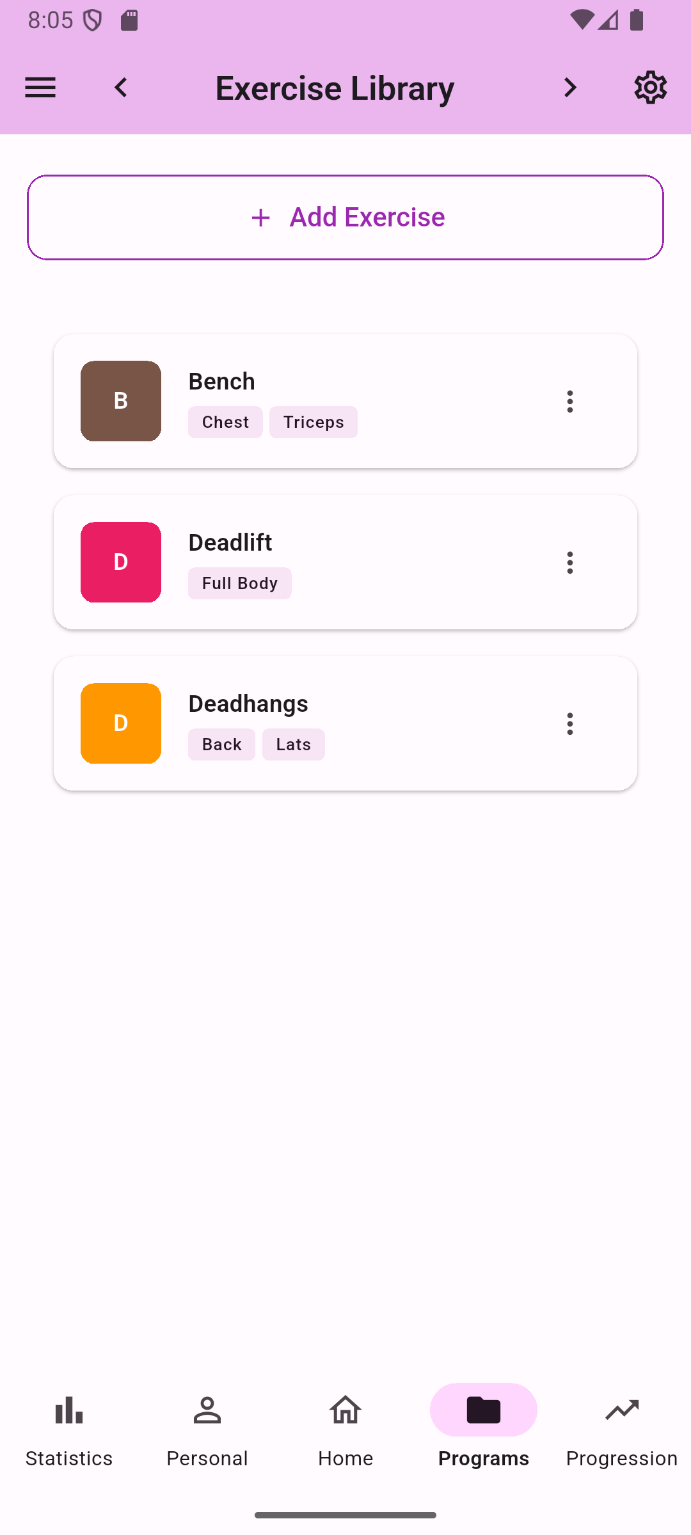 8:05
Exercise Library
+ Add Exercise
B
Bench
Chest Triceps
D
Deadlift
Full Body
D
Deadhangs
Back Lats
Statistics Personal Home Programs Progression